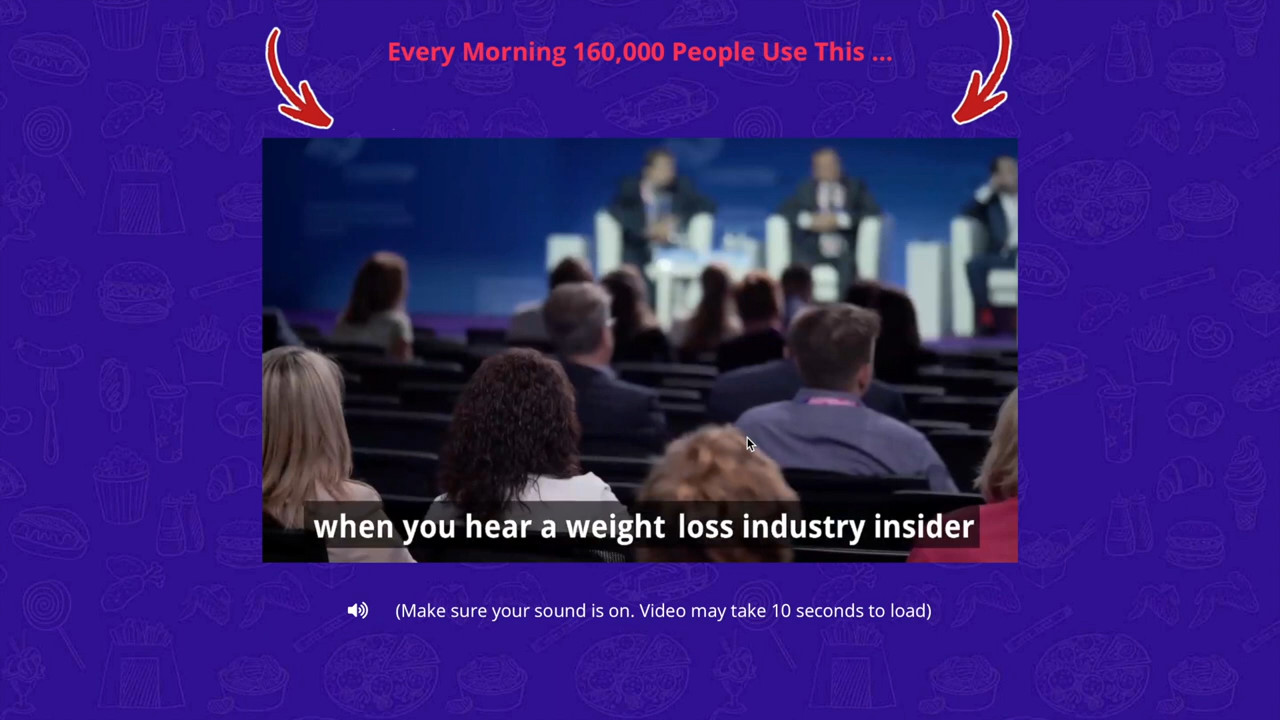 Every Morning 160,000 People Use This ...
when you hear a weight loss industry insider
(Make sure your sound is on. Video may take 10 seconds to load)